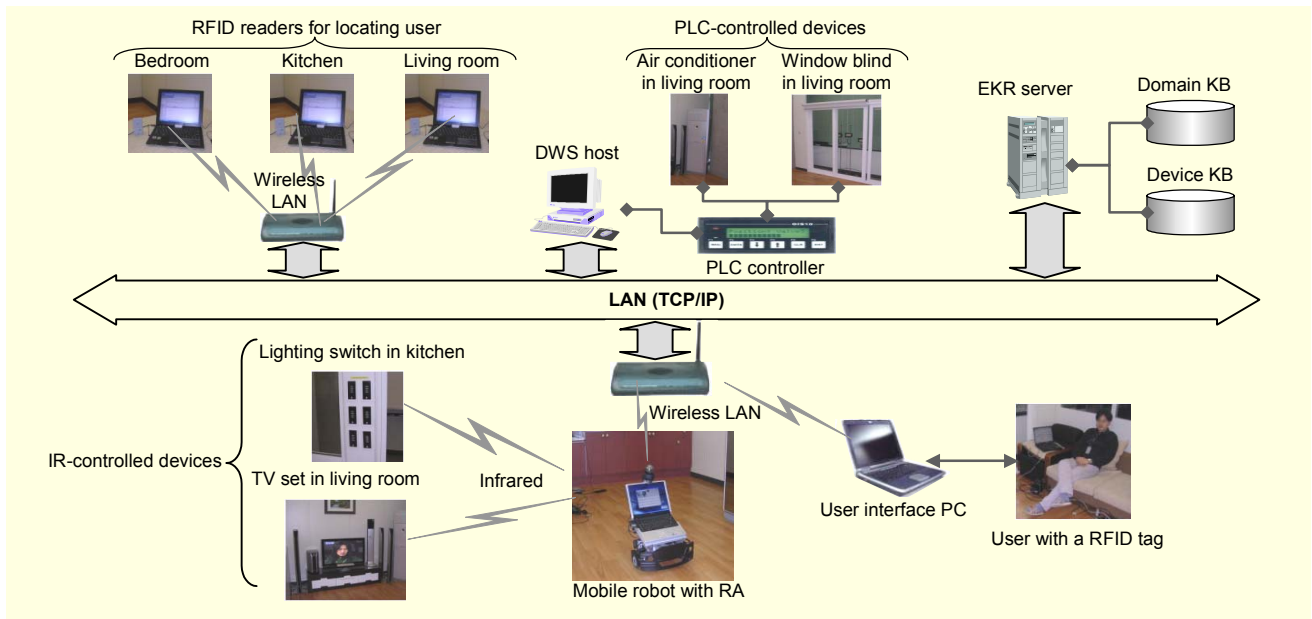 RFID readers for locating user
Bedroom
Kitchen
Living room
Wireless
LAN
PLC-controlled devices
Air conditioner
in living room
Window blind
in living room
DWS host
PLC controller
EKR server
Domain KB
Device KB
LAN (TCP/IP)
Lighting switch in kitchen
IR-controlled devices
TV set in living room
Infrared
Wireless LAN
Mobile robot with RA
User interface PC
User with a RFID tag